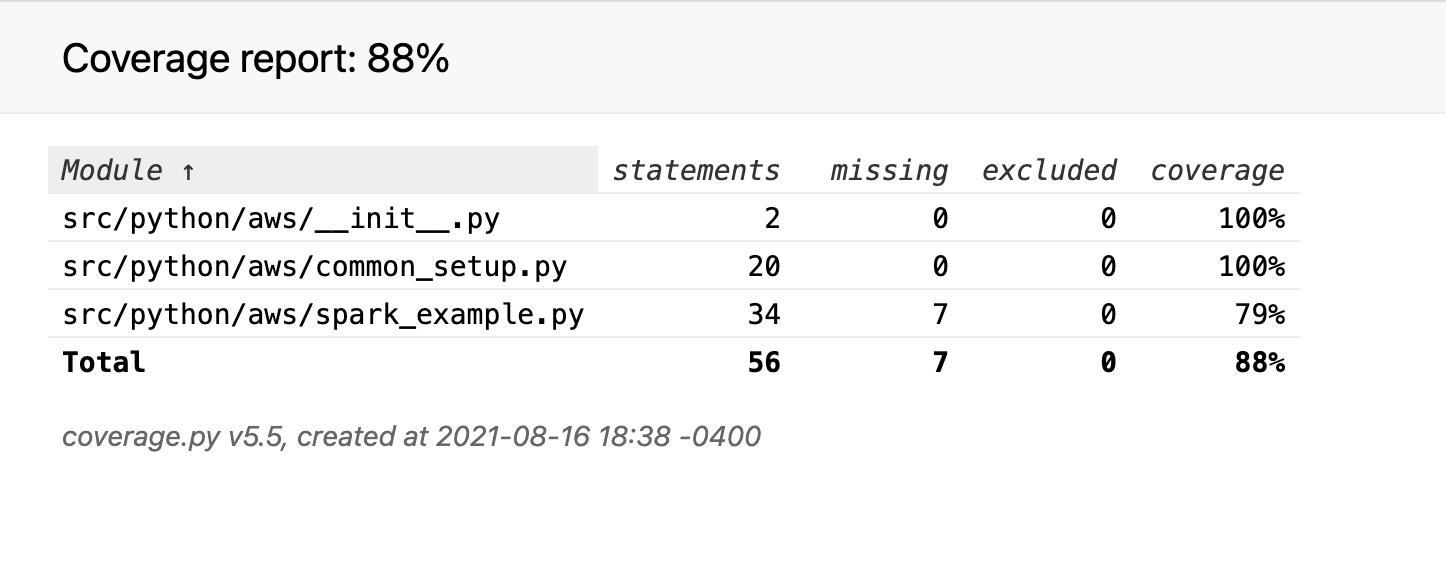 Coverage report: 88%
Module ↑ statements missing excluded coverage
src/python/aws/__init__.py 2 0 0 100%
src/python/aws/common_setup.py 20 0 0 100%
src/python/aws/spark_example.py 34 7 0 79%
Total 56 7 0 88%
coverage.py v5.5, created at 2021-08-16 18:38 -0400